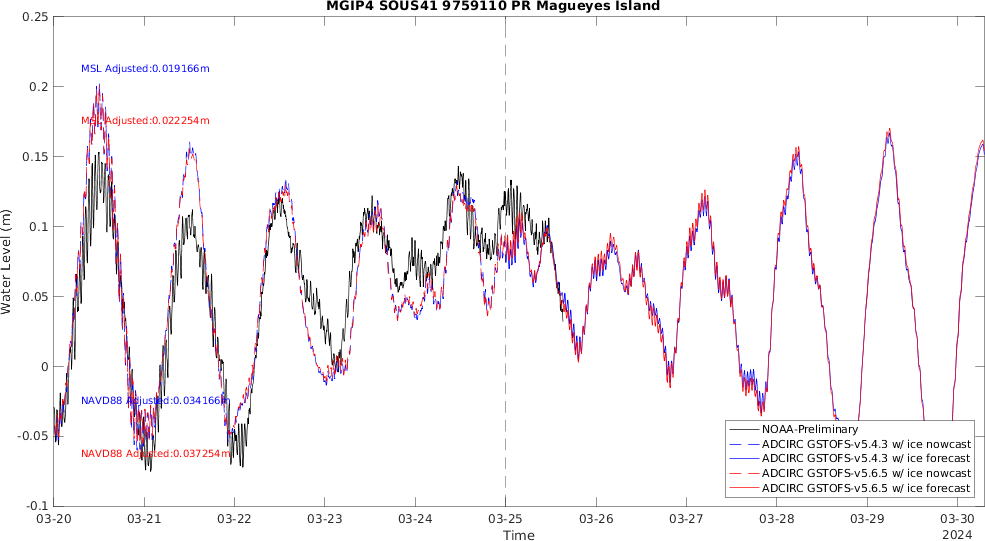 MGIP4 SOUS41 9759110 PR Magueyes Island
0.25
0.2
0.15
0.1
0.05
0
-0.05
-0.1
Water Level (m)
MSL Adjusted:0.019166m
MSL Adjusted:0.022254m
NAVD88 Adjusted:0.034166m
NAVD88 Adjusted:0.037254m
NOAA-Preliminary
ADCIRC GSTOFS-v5.4.3 w/ ice nowcast
ADCIRC GSTOFS-v5.4.3 w/ ice forecast
ADCIRC GSTOFS-v5.6.5 w/ ice nowcast
ADCIRC GSTOFS-v5.6.5 w/ ice forecast
03-20 03-21 03-22 03-23 03-24 03-25 03-26 03-27 03-28 03-29 03-30
Time
2024